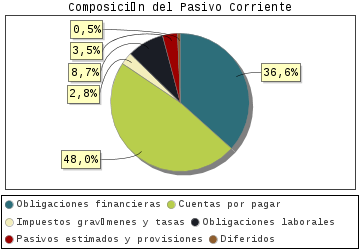 Composici▯n del Pasivo Corriente
0,5%
3,5%
8,7%
2,8%
36,6%
48,0%
Obligaciones financieras
Cuentas por pagar
Impuestos grav▯menes y tasas
Obligaciones laborales
Pasivos estimados y provisiones
Diferidos